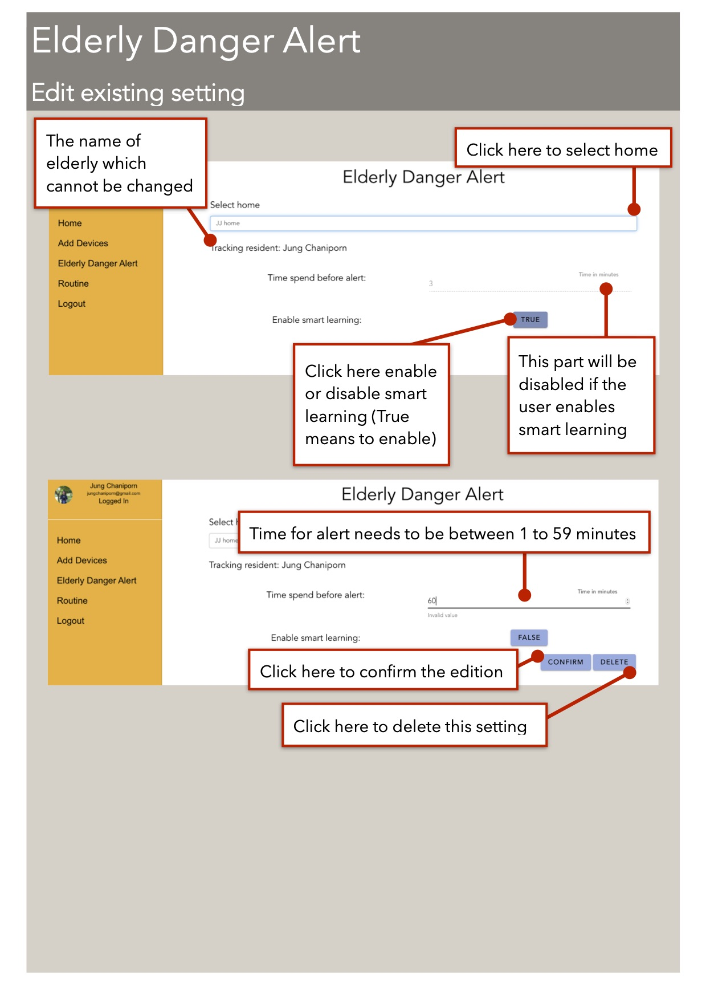 Elderly Danger Alert
Edit existing setting
The name of
elderly which
cannot be changed
Click here to select home
Elderly Danger Alert
Select home
JJ home
Home
Add Devices
Elderly Danger Alert
Routine
Logout
Tracking resident: Jung Chaniporn
Time spend before alert:
Time in minutes
3
Enable smart learning:
TRUE
Click here enable
or disable smart
learning (True
means to enable)
This part will be
disabled if the
user enables
smart learning
Jung Chaniporn
jungchaniporn@gmail.com
Logged In
Elderly Danger Alert
Select
Time for alert needs to be between 1 to 59 minutes
JJ home
Home
Add Devices
Elderly Danger Alert
Routine
Logout
Tracking resident: Jung Chaniporn
Time spend before alert:
Time in minutes
60
Invalid value
Enable smart learning:
FALSE
CONFIRM
DELETE
Click here to confirm the edition
Click here to delete this setting